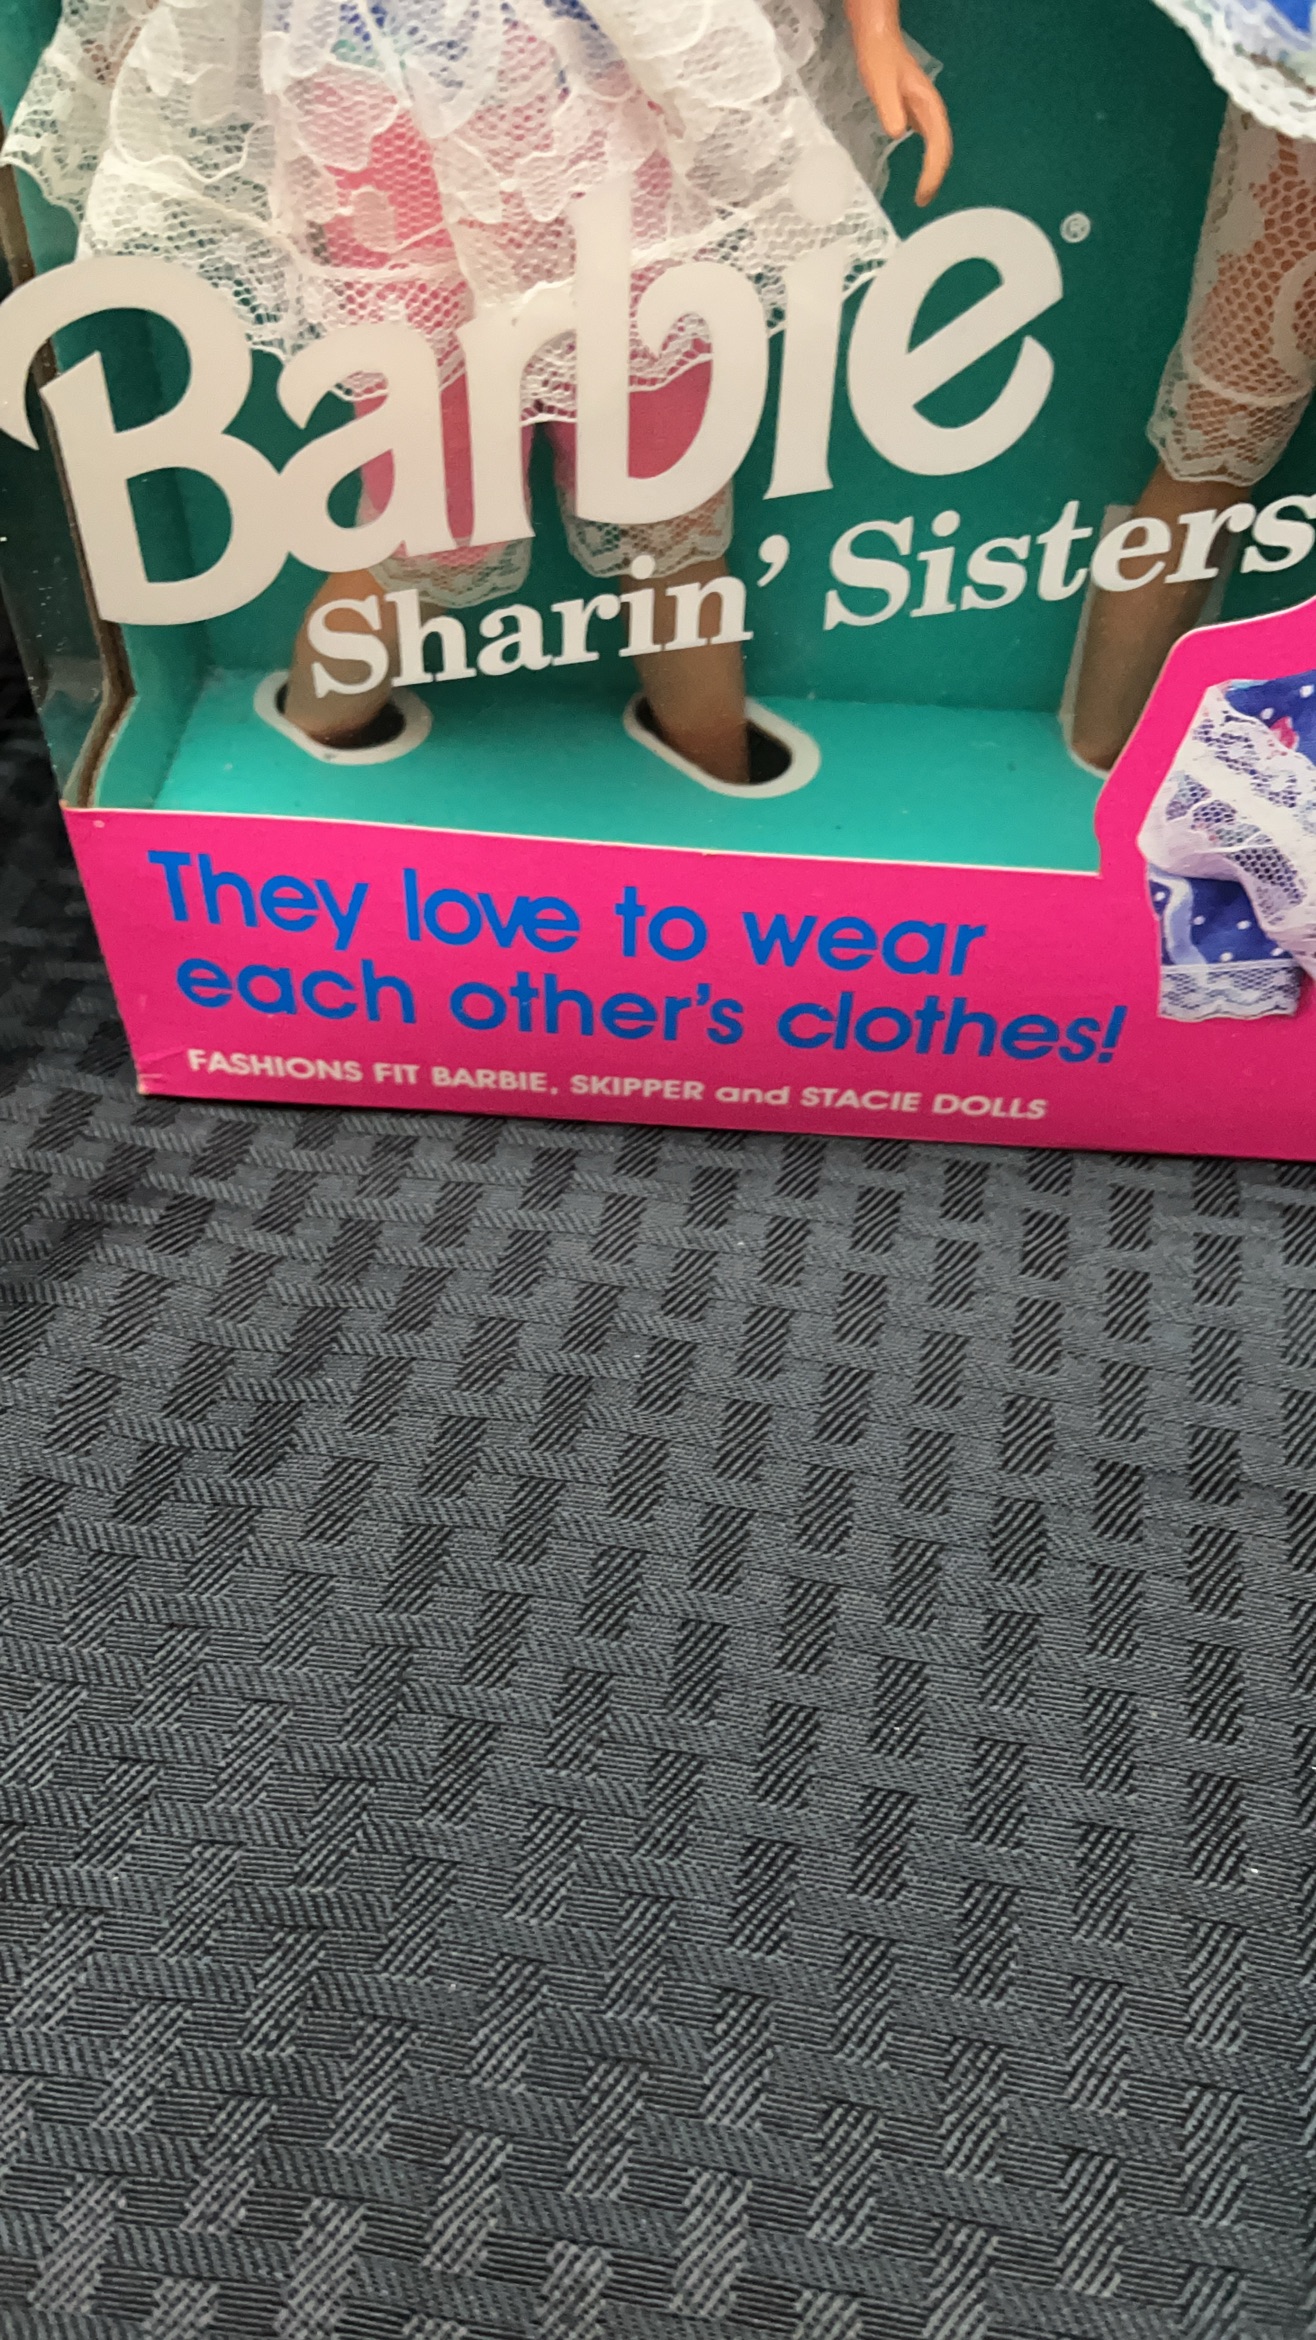 Barbie®
Sharin' Sisters
They love to wear
each other's clothes!
FASHIONS FIT BARBIE, SKIPPER and STACIE DOLLS